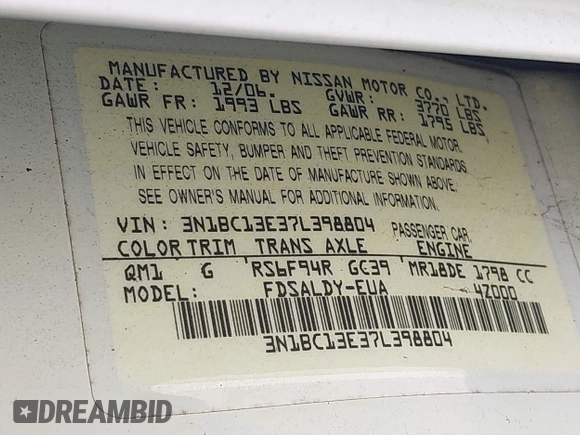 MANUFACTURED BY NISSAN MOTOR CO., LTD.
DATE: 12/06. GVWR: 3770 LBS
GAWR FR: 1993 LBS GAWR RR: 1795 LBS
THIS VEHICLE CONFORMS TO ALL APPLICABLE FEDERAL MOTOR
VEHICLE SAFETY, BUMPER AND THEFT PREVENTION STANDARDS
IN EFFECT ON THE DATE OF MANUFACTURE SHOWN ABOVE.
SEE OWNER'S MANUAL FOR ADDITIONAL INFORMATION.
VIN: 3N1BC13E37L398804 PASSENGER CAR
COLOR TRIM TRANS AXLE ENGINE
QM1 G RS6F94R GC39 MR18DE 1798 CC
MODEL: FDSALDY-EUA 4Z000
3N1BC13E37L398804
DREAMBID